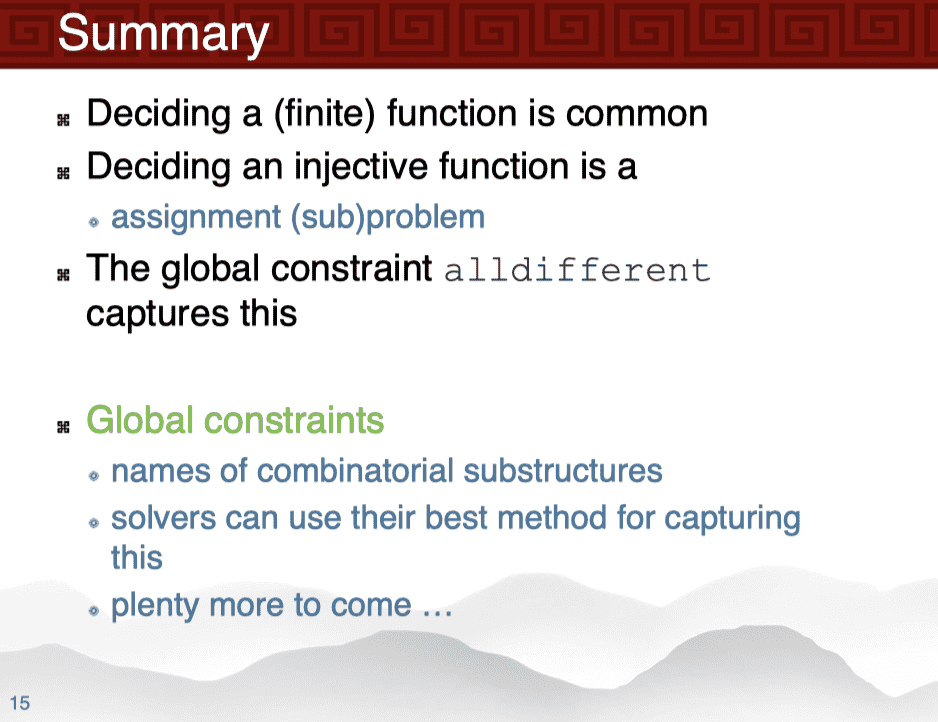 Summary
Deciding a (finite) function is common
Deciding an injective function is a
assignment (sub)problem
The global constraint alldifferent
captures this
Global constraints
names of combinatorial substructures
solvers can use their best method for capturing
this
plenty more to come …
15